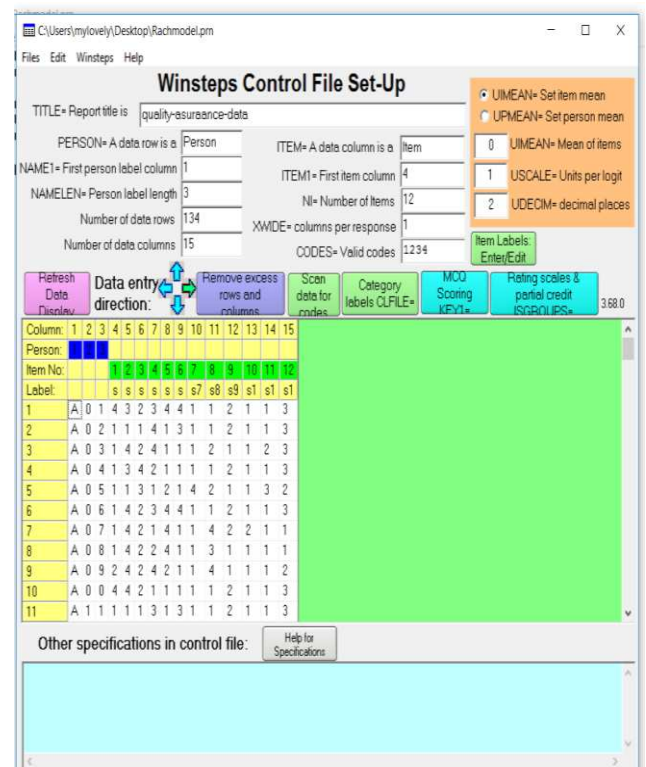 C:\Users\mylovely\Desktop\Rachmodel.prn
Files Edit Winsteps Help
Winsteps Control File Set-Up
TITLE= Report title is quality-asuraance-data
PERSON= A data row is a Person
ITEM= A data column is a Item
NAME1= First person label column 1
ITEM1= First item column 4
NAMELEN= Person label length 3
NI= Number of Items 12
Number of data rows 134
XWIDE= columns per response 1
Number of data columns 15
CODES= Valid codes 1234
UIMEAN= Set item mean
UPMEAN= Set person mean
0 UIMEAN= Mean of items
1 USCALE= Units per logit
2 UDECIM= decimal places
Item Labels:
Enter/Edit
Refresh
Data
Display
Data entry
direction:
Remove excess
rows and
columns
Scan
data for
codes
Category
labels CLFILE=
MCQ
Scoring
KEY1=
Rating scales &
partial credit
ISGROUPS=
3.68.0
Column: 1 2 3 4 5 6 7 8 9 10 11 12 13 14 15
Person:
Item No: 1 2 3 4 5 6 7 8 9 10 11 12
Label: s s s s s s s7 s8 s9 s1 s1 s1
1 A 0 1 4 3 2 3 4 4 1 1 2 1 1 3
2 A 0 2 1 1 1 4 1 3 1 1 2 1 1 3
3 A 0 3 1 4 2 4 1 1 1 2 1 1 2 3
4 A 0 4 1 3 4 2 1 1 1 1 2 1 1 3
5 A 0 5 1 1 3 1 2 1 4 2 1 1 3 2
6 A 0 6 1 4 2 3 4 4 1 1 2 1 1 3
7 A 0 7 1 4 2 1 4 1 1 4 2 2 1 1
8 A 0 8 1 4 2 2 4 1 1 3 1 1 1 1
9 A 0 9 2 4 2 4 2 1 1 4 1 1 1 2
10 A 0 0 4 4 2 1 1 1 1 1 2 1 1 3
11 A 1 1 1 1 1 3 1 3 1 1 2 1 1 3
Other specifications in control file:
Help for
Specifications